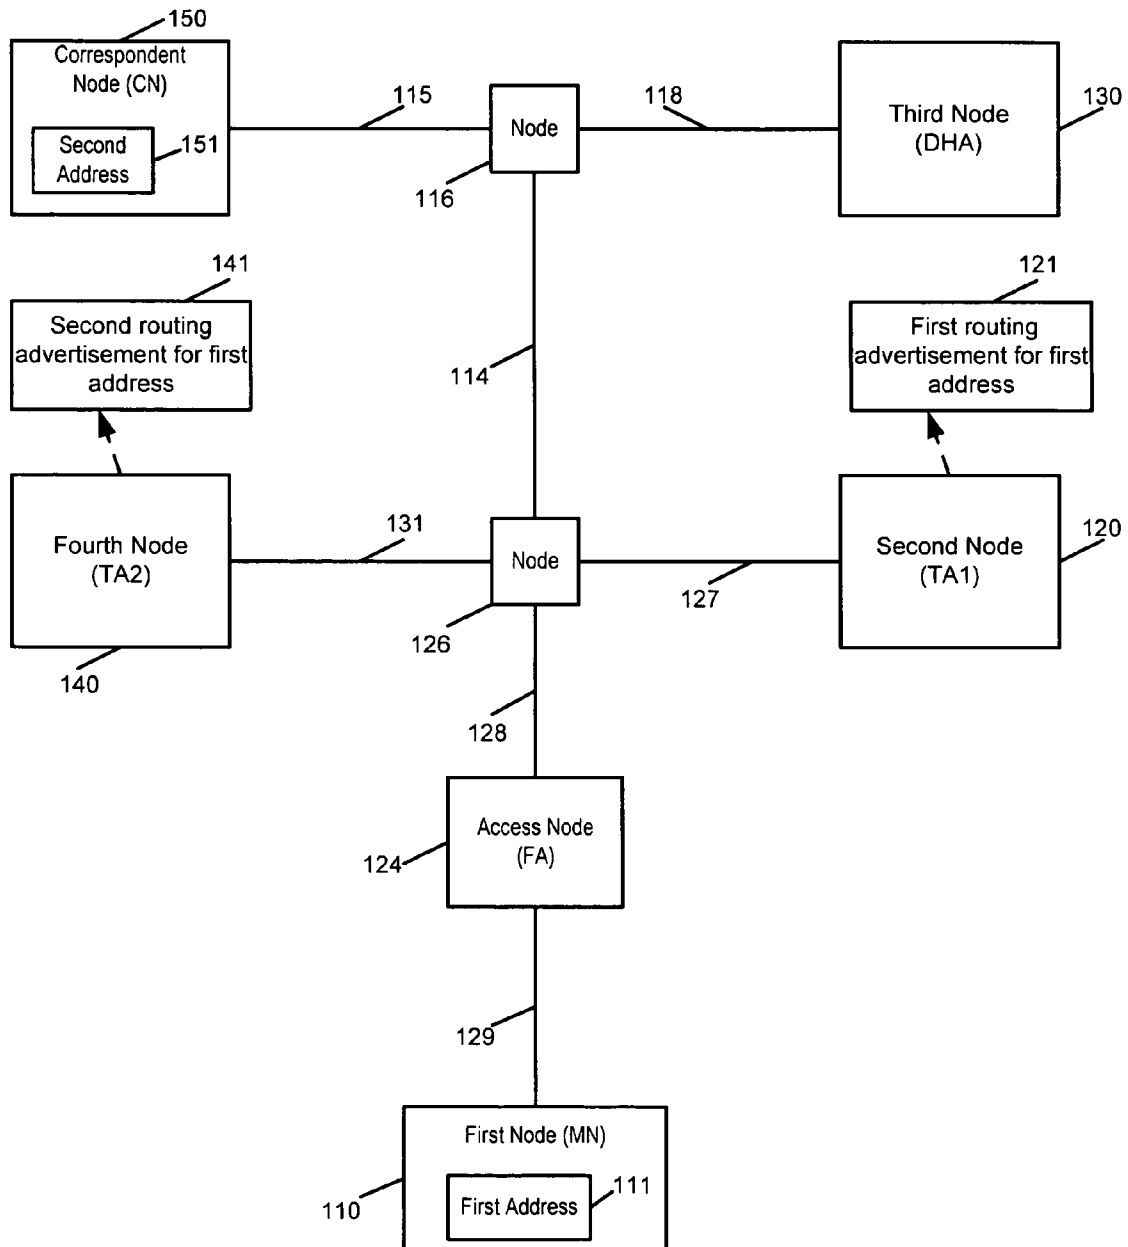 150
Correspondent
Node (CN)
Second
Address
151
115
Node
116
118
Third Node
(DHA)
130
141
Second routing
advertisement for first
address
121
First routing
advertisement for first
address
114
Fourth Node
(TA2)
140
131
Node
126
127
Second Node
(TA1)
120
128
Access Node
(FA)
124
129
First Node (MN)
First Address
111
110